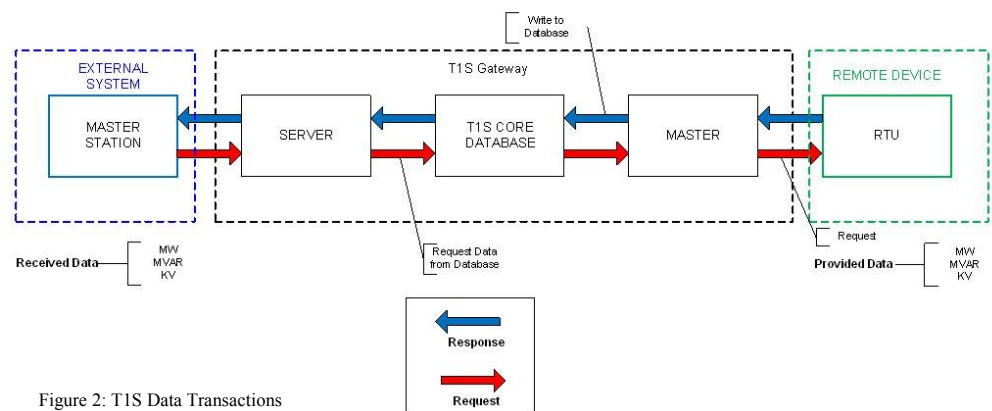 Write to
Database
EXTERNAL
SYSTEM
T1S Gateway
REMOTE DEVICE
MASTER
STATION
SERVER
T1S CORE
DATABASE
MASTER
RTU
Received Data
MW
MVAR
KV
Request Data
from Database
Request
Provided Data
MW
MVAR
KV
Response
Request
Figure 2: T1S Data Transactions